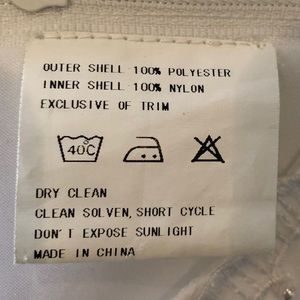 OUTER SHELL 100% POLYESTER
INNER SHELL 100% NYLON
EXCLUSIVE OF TRIM
40C
DRY CLEAN
CLEAN SOLVEN, SHORT CYCLE
DON'T EXPOSE SUNLIGHT
MADE IN CHINA